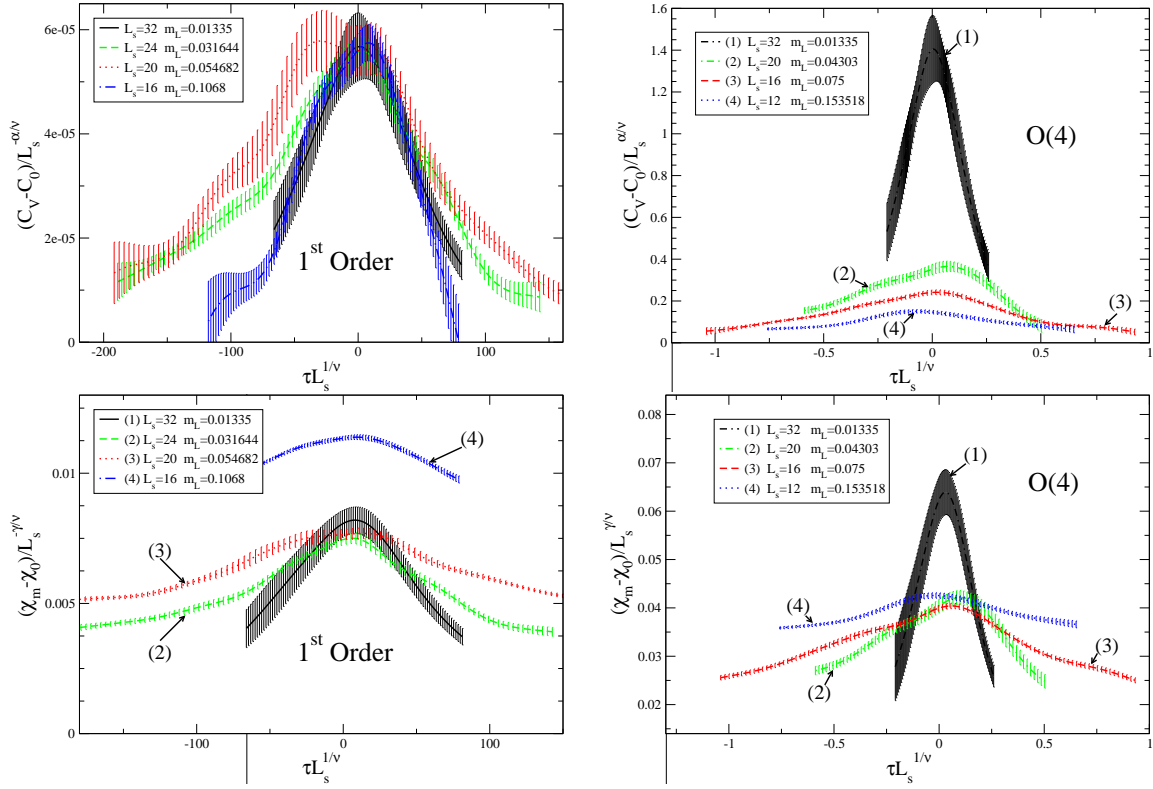 L_s=32 m_L=0.01335
L_s=24 m_L=0.031644
L_s=20 m_L=0.054682
L_s=16 m_L=0.1068
6e-05
4e-05
2e-05
0
(C_V-C_0)/L_s^{-α/ν}
1^{st} Order
-200
-100
0
100
τL_s^{1/ν}
(1) L_s=32 m_L=0.01335
(2) L_s=20 m_L=0.04303
(3) L_s=16 m_L=0.075
(4) L_s=12 m_L=0.153518
1.6
1.4
1.2
1
0.8
0.6
0.4
0.2
0
(C_V-C_0)/L_s^{α/ν}
(1)
O(4)
(2)
(3)
(4)
-1
-0.5
0
0.5
1
τL_s^{1/ν}
(1) L_s=32 m_L=0.01335
(2) L_s=24 m_L=0.031644
(3) L_s=20 m_L=0.054682
(4) L_s=16 m_L=0.1068
0.01
0.005
0
(χ_m-χ_0)/L_s^{-γ/ν}
(4)
(3)
(2)
1^{st} Order
-100
0
100
τL_s^{1/ν}
(1) L_s=32 m_L=0.01335
(2) L_s=20 m_L=0.04303
(3) L_s=16 m_L=0.075
(4) L_s=12 m_L=0.153518
0.08
0.07
0.06
0.05
0.04
0.03
0.02
(χ_m-χ_0)/L_s^{γ/ν}
(1)
O(4)
(4)
(3)
(2)
-1
-0.5
0
0.5
1
τL_s^{1/ν}